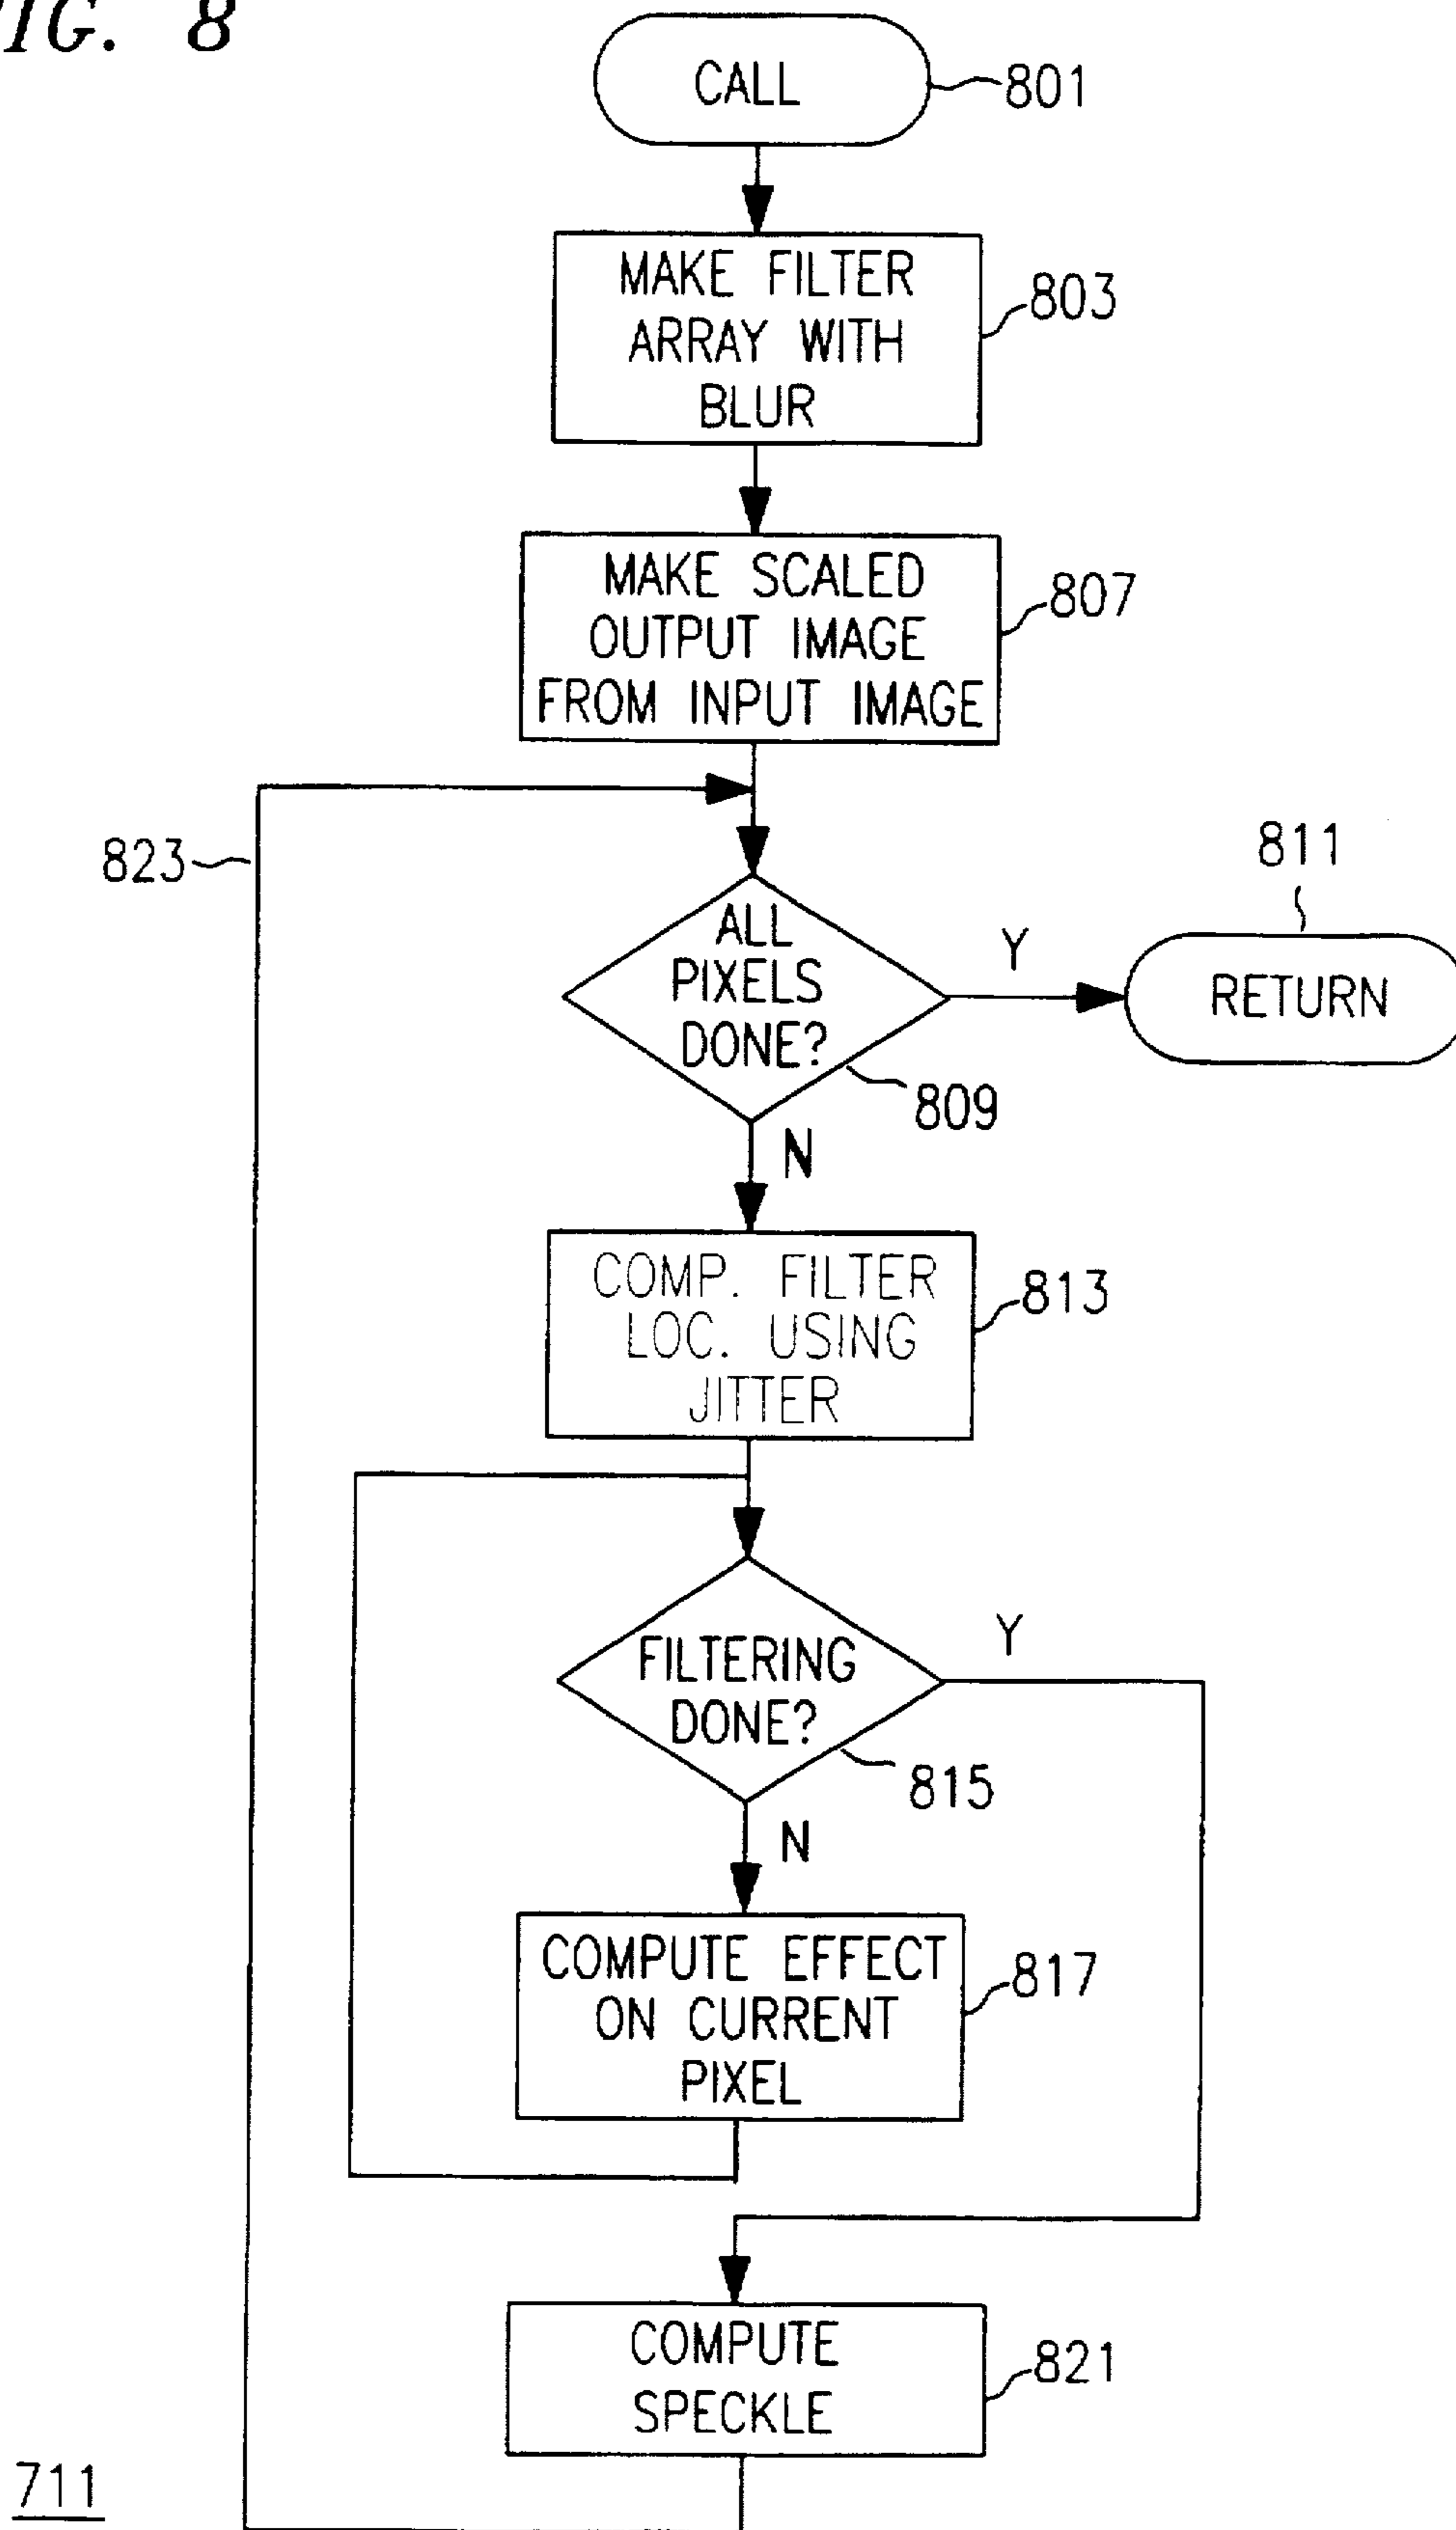 FIG. 8
CALL
801
MAKE FILTER
ARRAY WITH
BLUR
803
MAKE SCALED
OUTPUT IMAGE
FROM INPUT IMAGE
807
823
ALL
PIXELS
DONE?
809
Y
811
RETURN
N
COMP. FILTER
LOC. USING
JITTER
813
FILTERING
DONE?
815
Y
N
COMPUTE EFFECT
ON CURRENT
PIXEL
817
COMPUTE
SPECKLE
821
711